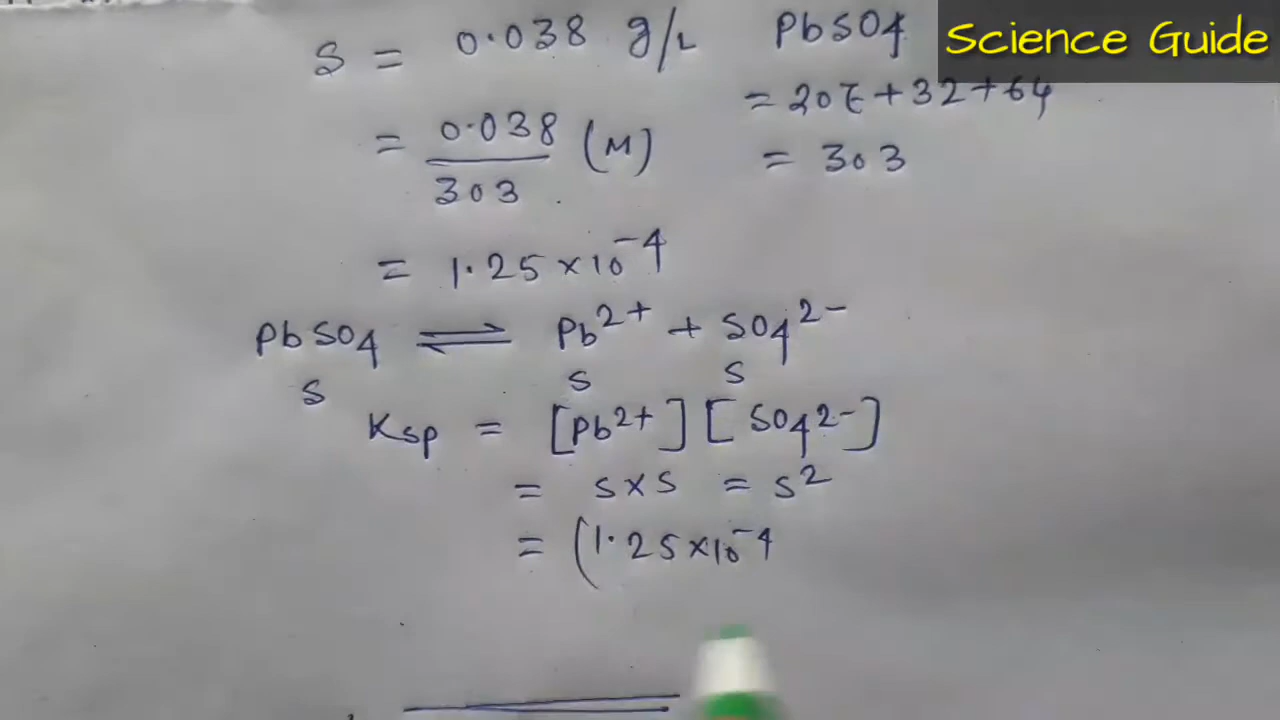 S = 0.038 g/L PbSO4 Science Guide
= 207+32+64
= 0.038/303 (M) = 303
= 1.25×10⁻⁴
PbSO4 ⇌ Pb²⁺ + SO4²⁻
S S S
Ksp = [Pb²⁺] [SO4²⁻]
= S×S = S²
= (1.25×10⁻⁴